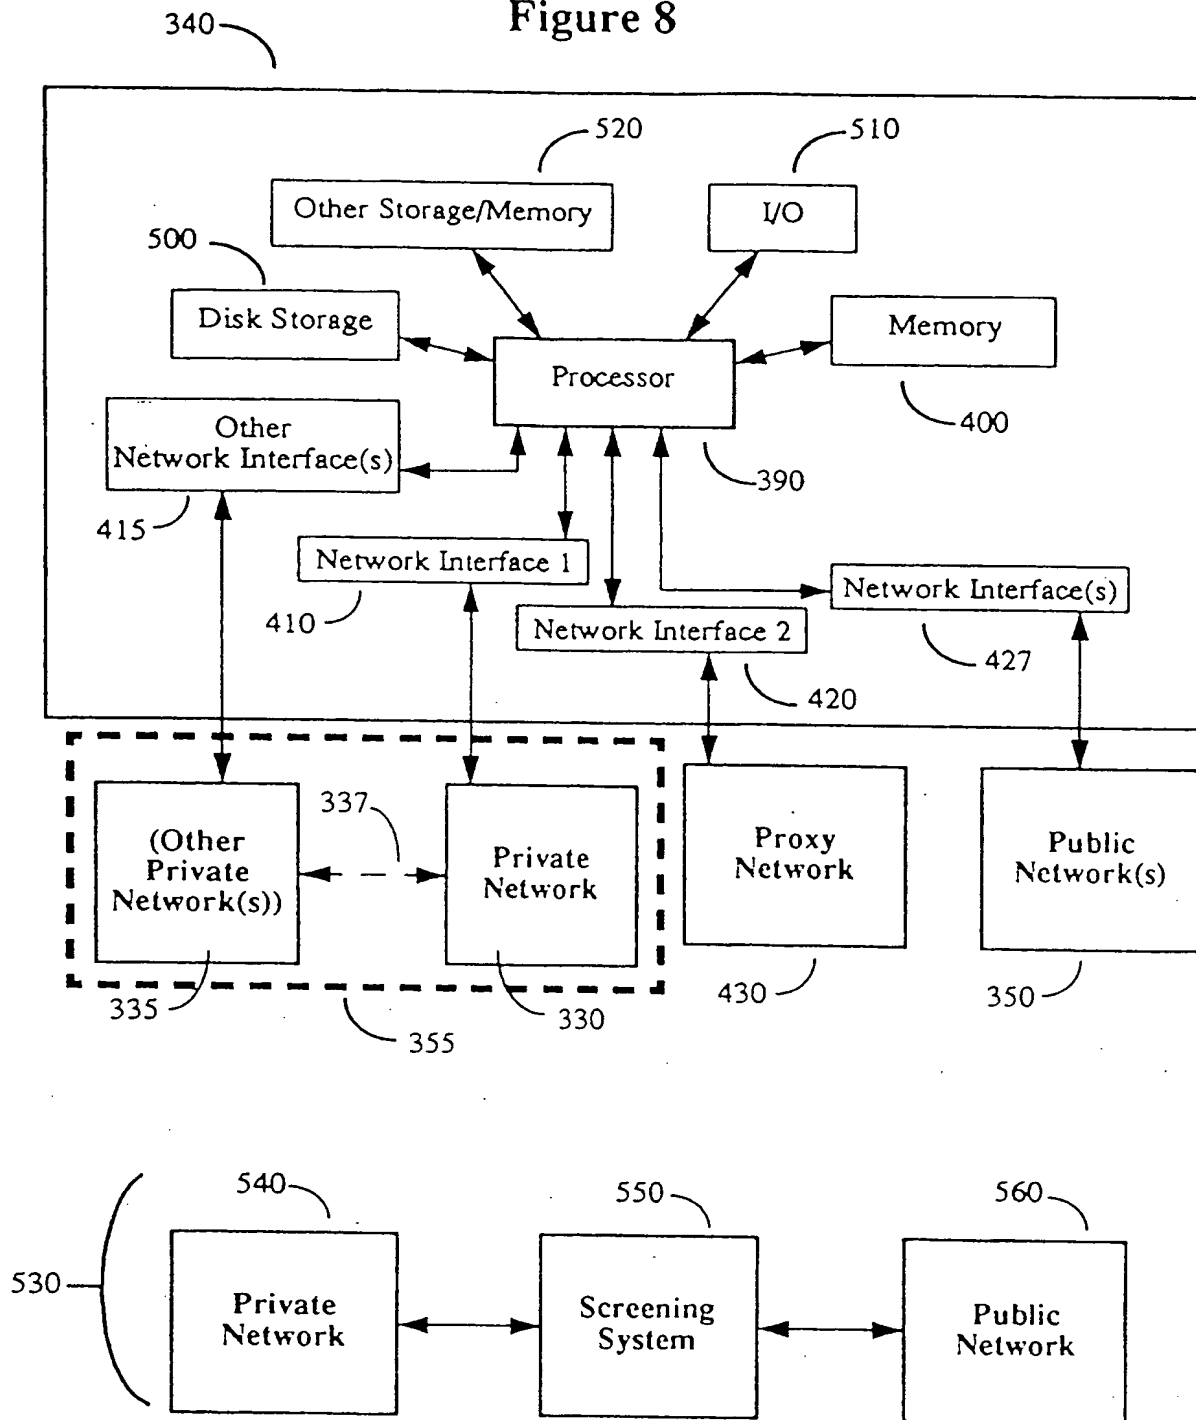 Figure 8
340
520
510
Other Storage/Memory
I/O
500
Disk Storage
Memory
Processor
400
Other
Network Interface(s)
390
415
Network Interface 1
Network Interface(s)
410
Network Interface 2
427
420
337
(Other
Private
Network(s))
Private
Network
Proxy
Network
Public
Network(s)
335
330
355
430
350
540
550
560
530
Private
Network
Screening
System
Public
Network